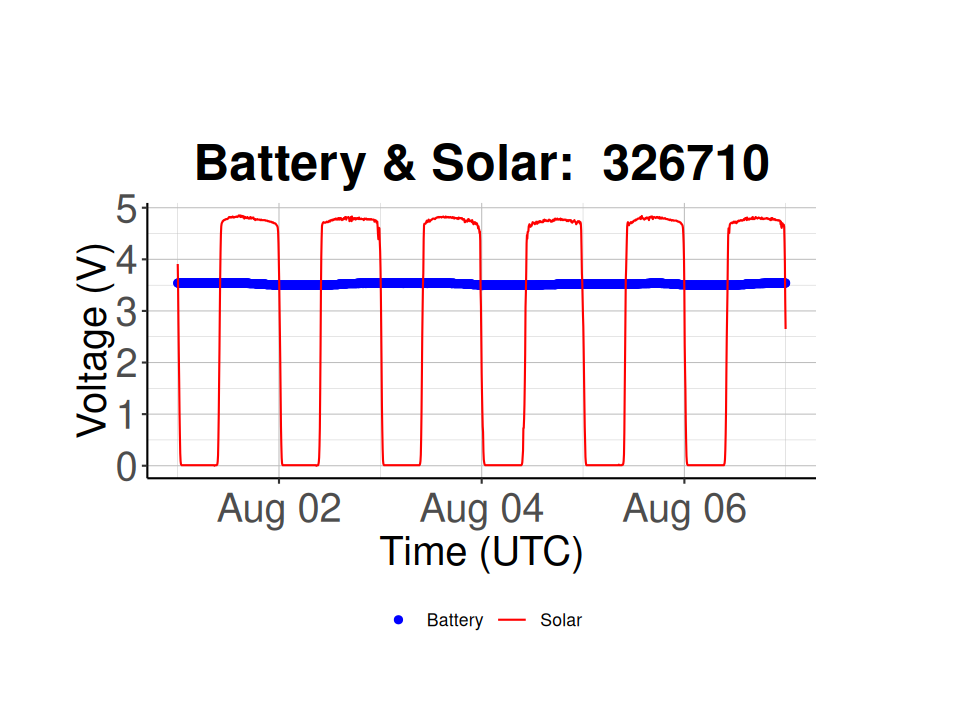 Battery & Solar:  326710
Voltage (V)
5
4
3
2
1
0
Aug 02 Aug 04 Aug 06
Time (UTC)
Battery Solar